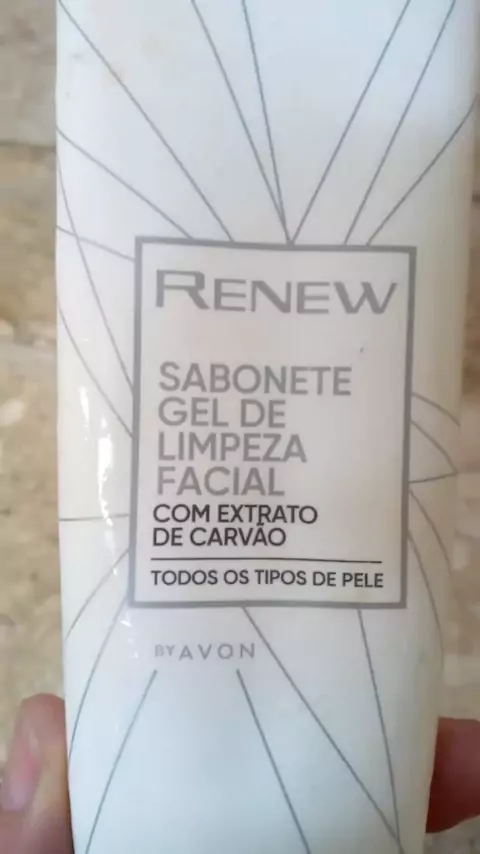 RENEW
SABONETE
GEL DE
LIMPEZA
FACIAL
COM EXTRATO
DE CARVÃO
TODOS OS TIPOS DE PELE
BY AVON